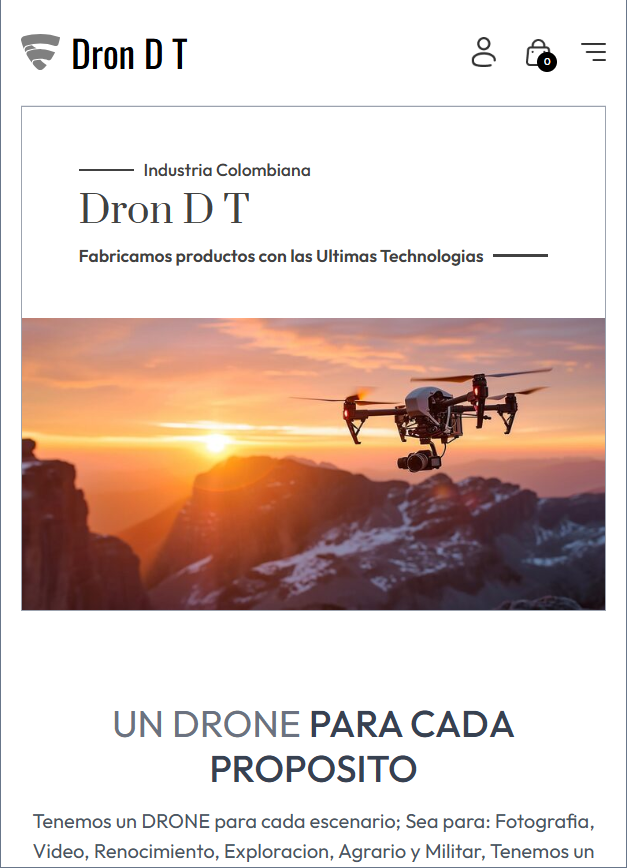 Dron D T
0
Industria Colombiana
Dron D T
Fabricamos productos con las Ultimas Technologias
UN DRONE PARA CADA
PROPOSITO
Tenemos un DRONE para cada escenario; Sea para: Fotografia,
Video, Renocimiento, Exploracion, Agrario y Militar, Tenemos un